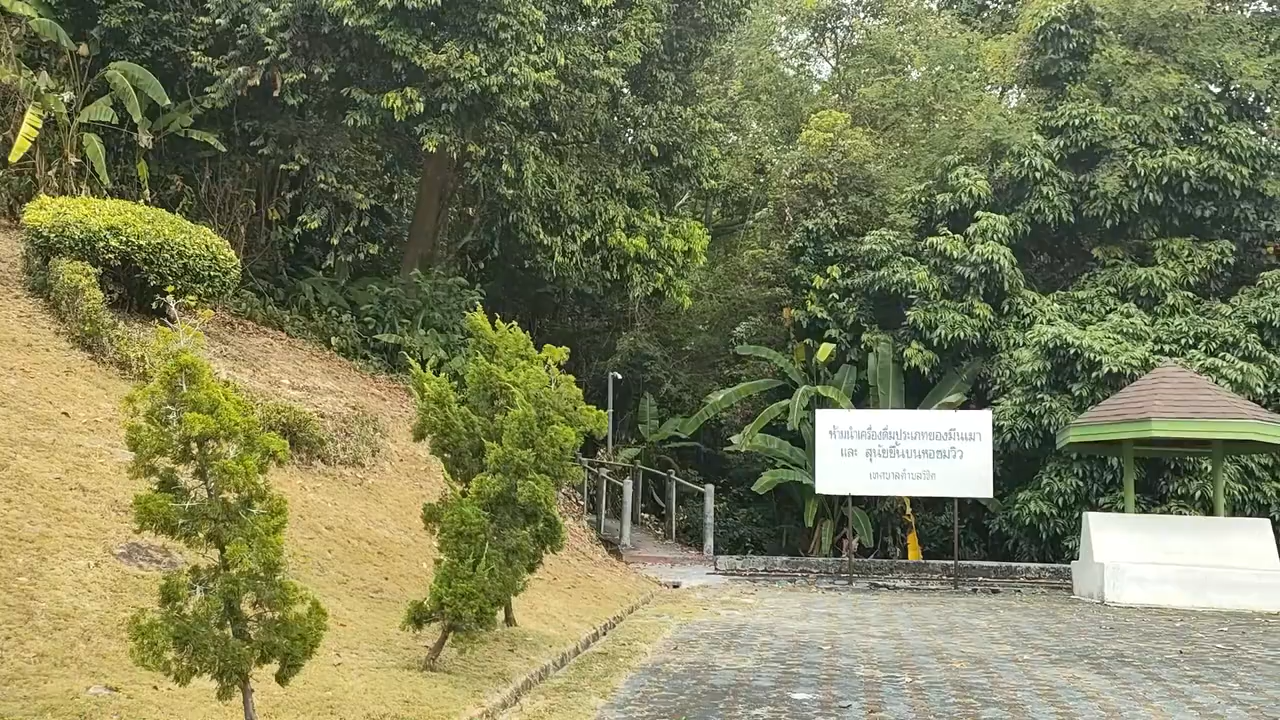 ห้ามนำเครื่องดื่มประเภทของมึนเมา
และ สุนัขขึ้นบนหอชมวิว
เทศบาลตำบลวิชิต